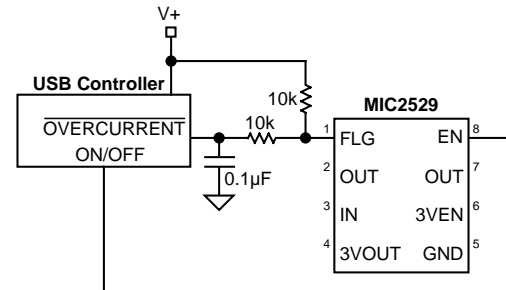 V+
USB Controller
OVERCURRENT
ON/OFF
10k
10k
0.1µF
MIC2529
1 FLG EN 8
2 OUT OUT 7
3 IN 3VEN 6
4 3VOUT GND 5